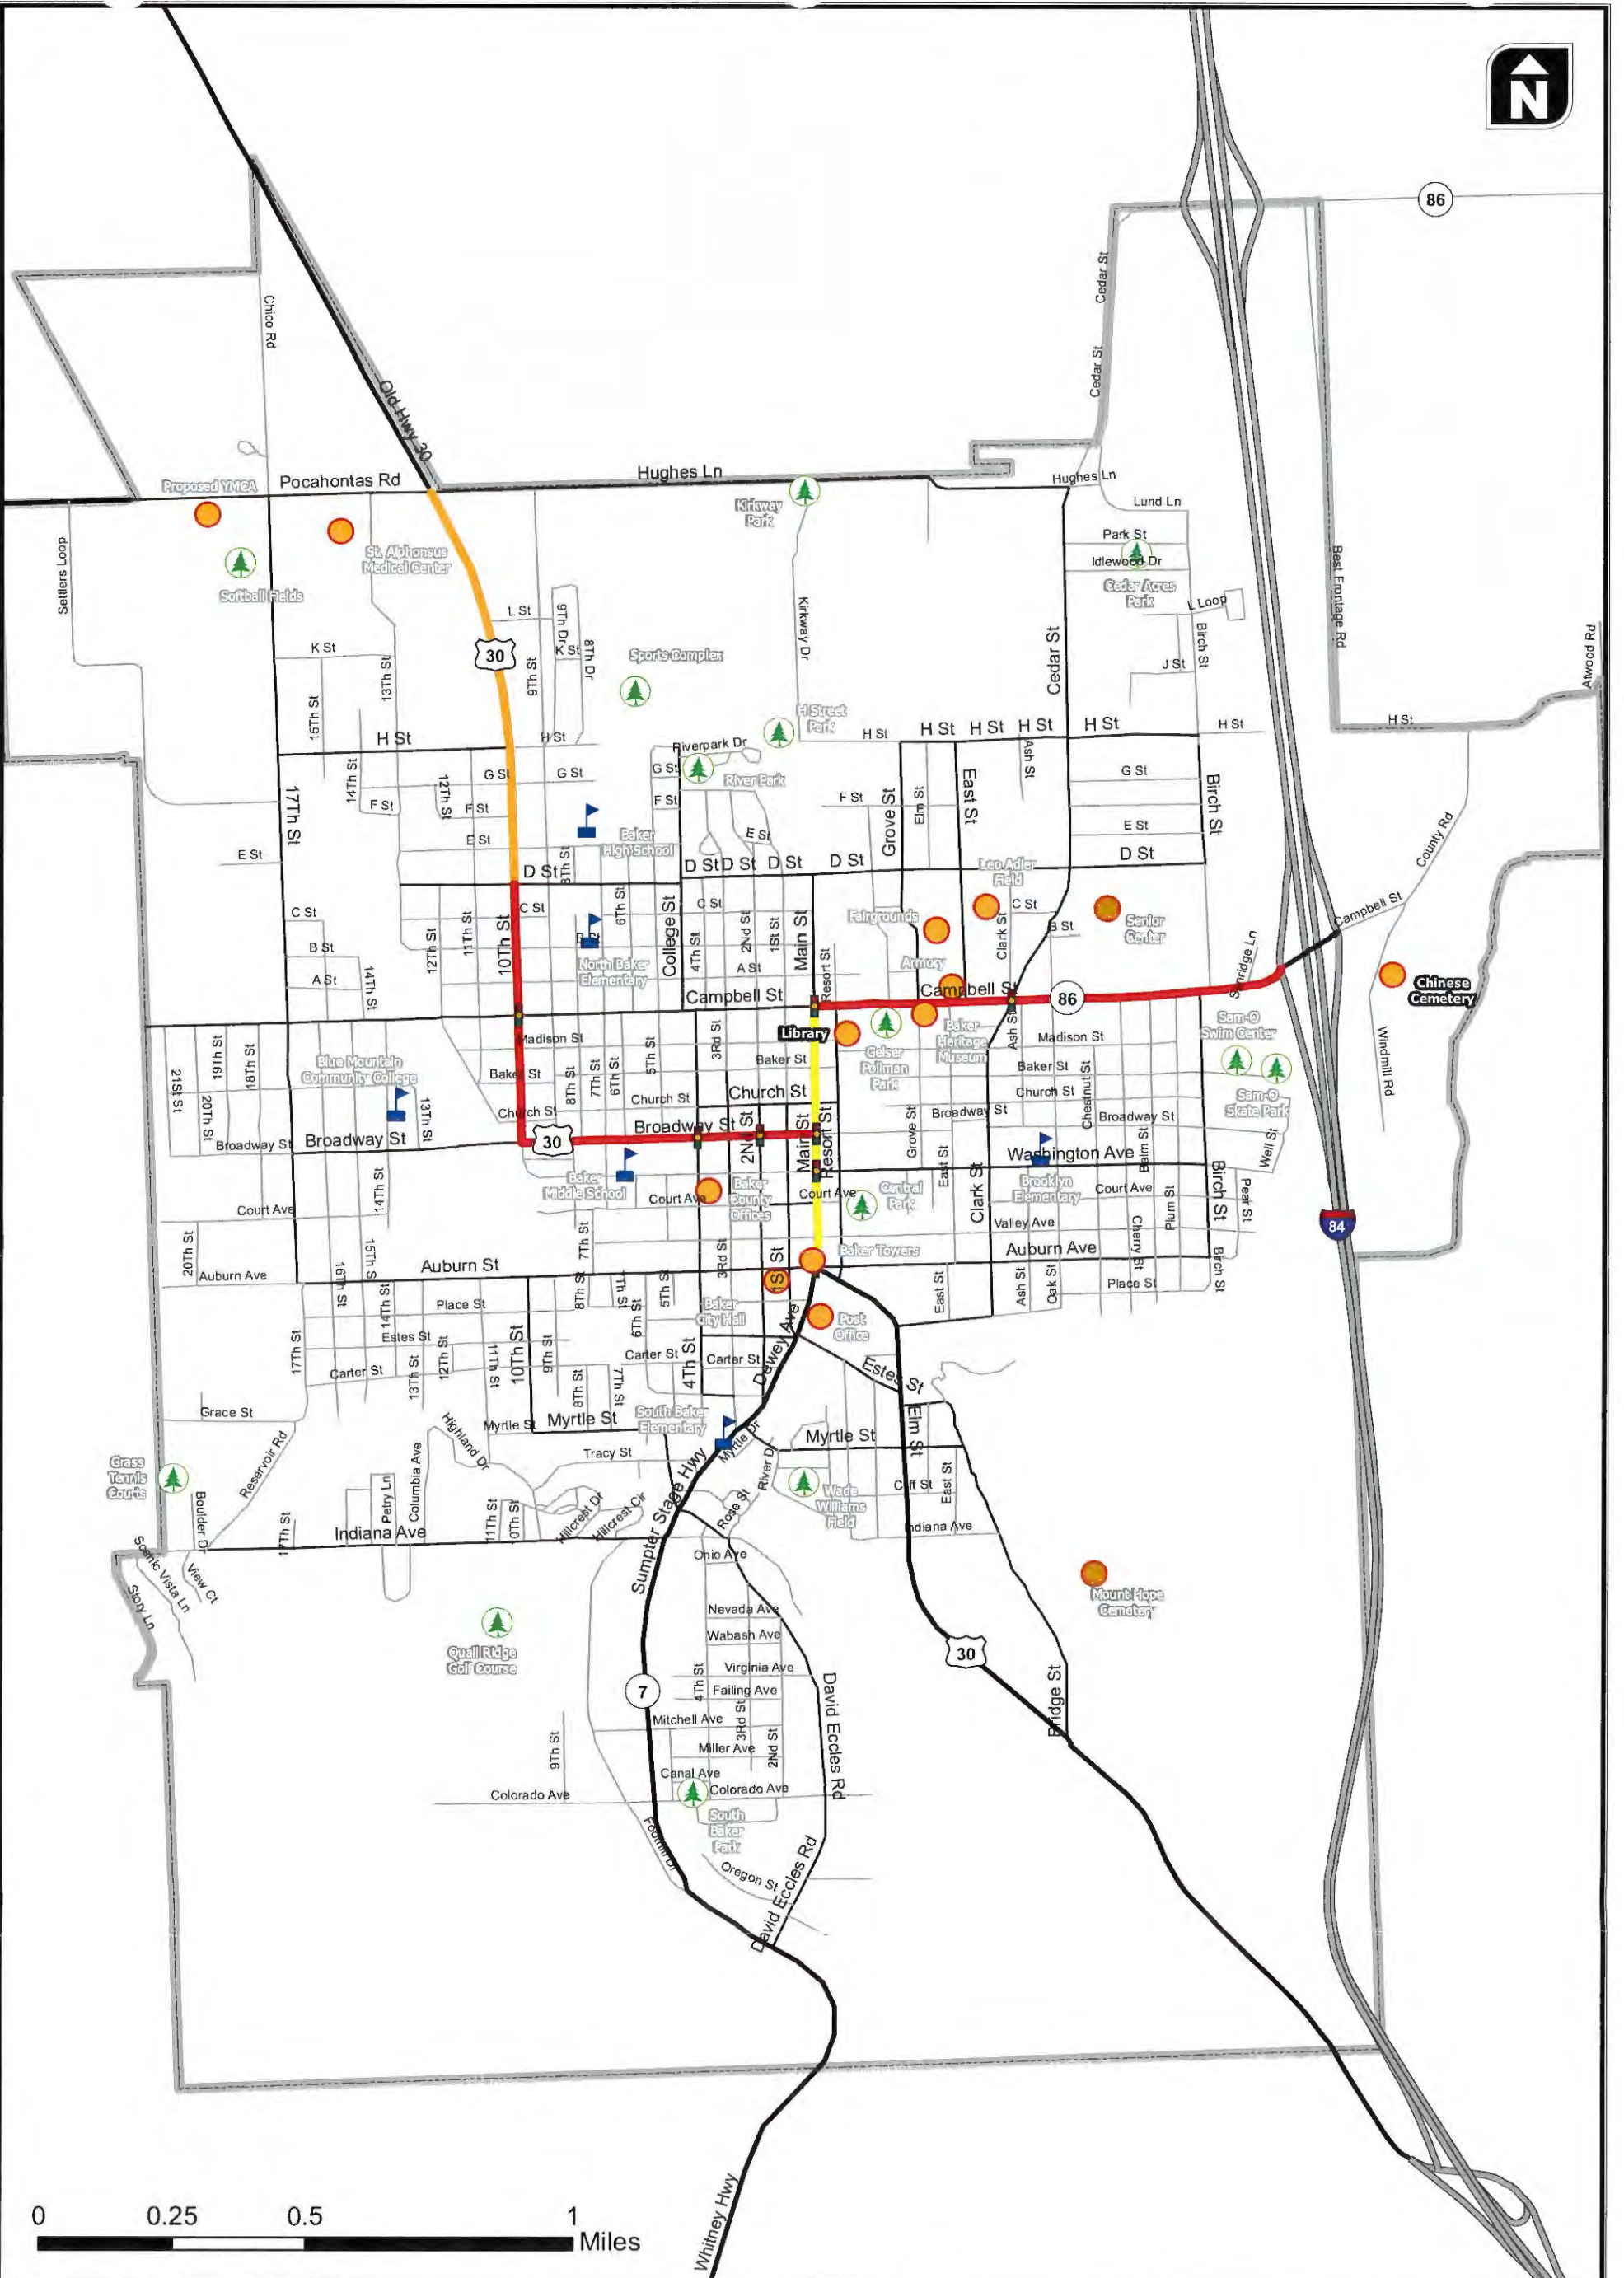 N
86
Cedar St
Chico Rd
Cedar St
Old Hwy 30
Proposed YMCA
Pocahontas Rd
Hughes Ln
Hughes Ln
Kirkway
Park
Lund Ln
Park St
Idlewood Dr
Cedar Acres
Park
St. Alphonsus
Medical Center
Softball Fields
Settlers Loop
Best Frontage Rd
L St
9Th Dr
K St
8Th Dr
Kirkway Dr
L Loop
Birch St
J St
Atwood Rd
K St
30
9Th St
Sports Complex
Cedar St
13Th St
15Th St
H Street
Park
H St
H St
Riverpark Dr
H St
H St
H St
H St
H St
H St
H St
14Th St
12Th St
G St
G St
G St
River Park
East St
Ash St
G St
Birch St
17Th St
F St
F St
F St
F St
Grove St
Elm St
E St
E St
E St
E St
Baker
High School
8Th St
D St
D St
D St
D St
D St
D St
County Rd
Leo Adler
Field
C St
C St
C St
C St
6Th St
College St
Fairgrounds
Senior
Center
Campbell St
B St
B St
12Th St
11Th St
10Th St
4Th St
2Nd St
1St St
Main St
Resort St
Clark St
Sunridge Ln
A St
14Th St
North Baker
Elementary
A St
Armory
Chinese
Cemetery
Campbell St
Campbell St
86
Library
Baker
Heritage
Museum
Geiser
Pollman
Park
Ash St
Madison St
Sam-O
Swim Center
Windmill Rd
Madison St
3Rd St
5Th St
Baker St
Baker St
Baker St
21St St
20Th St
19Th St
18Th St
Blue Mountain
Community College
13Th St
8Th St
7Th St
6Th St
Church St
Church St
Church St
Church St
Chestnut St
Sam-O
Skate Park
Broadway St
Broadway St
30
Broadway St
2Nd St
Main St
Resort St
Grove St
Broadway St
Broadway St
Balm St
Well St
Washington Ave
Baker
Middle School
Court Ave
Baker
County
Offices
Court Ave
Central
Park
East St
Clark St
Brooklyn
Elementary
Court Ave
Plum St
Birch St
Pear St
Court Ave
14Th St
Valley Ave
Cherry St
84
20Th St
15Th St
16Th St
7Th St
3Rd St
Auburn St
Auburn Ave
1St St
Baker Towers
Auburn Ave
Place St
Birch St
East St
Ash St
Oak St
14Th St
Place St
8Th St
7Th St
5Th St
6Th St
Baker
City Hall
Post
Office
Estes St
17Th St
Carter St
13Th St
12Th St
11Th St
10Th St
9Th St
8Th St
7Th St
Carter St
4Th St
Carter St
Dewey Ave
Estes St
Grace St
Highland Dr
Myrtle St
Myrtle St
South Baker
Elementary
Myrtle Dr
Myrtle St
Elm St
Tracy St
River Dr
Reservoir Rd
Grass
Tennis
Courts
Boulder Dr
Petry Ln
Columbia Ave
Wade
Williams
Field
Cliff St
East St
Rose St
11Th St
10Th St
Hillcrest Dr
Hillcrest Cir
Sumpter Stage Hwy
17Th St
Indiana Ave
Indiana Ave
Scenic Vista Ln
View Ct
Story Ln
Ohio Ave
Mount Hope
Cemetery
Nevada Ave
Wabash Ave
Quail Ridge
Golf Course
30
Virginia Ave
4Th St
7
Failing Ave
3Rd St
Mitchell Ave
Miller Ave
2Nd St
David Eccles Rd
Bridge St
9Th St
Canal Ave
Colorado Ave
Colorado Ave
South
Baker
Park
Foothill Dr
Oregon St
David Eccles Rd
Whitney Hwy
0 0.25 0.5 1
Miles